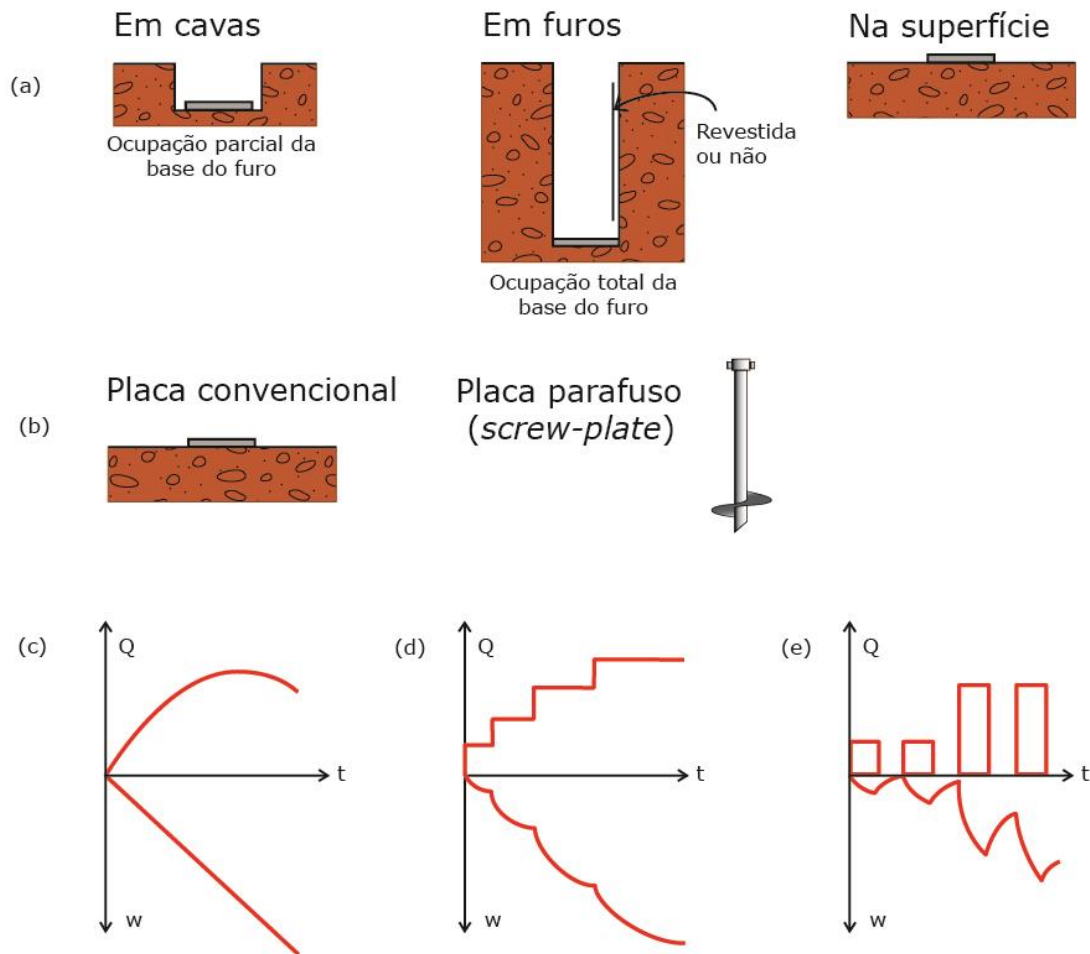 Em cavas
Em furos
Na superfície
(a)
Revestida
ou não
Ocupação parcial da
base do furo
Ocupação total da
base do furo
Placa convencional
Placa parafuso
(screw-plate)
(b)
(c)
Q
t
w
(d)
Q
t
w
(e)
Q
t
w